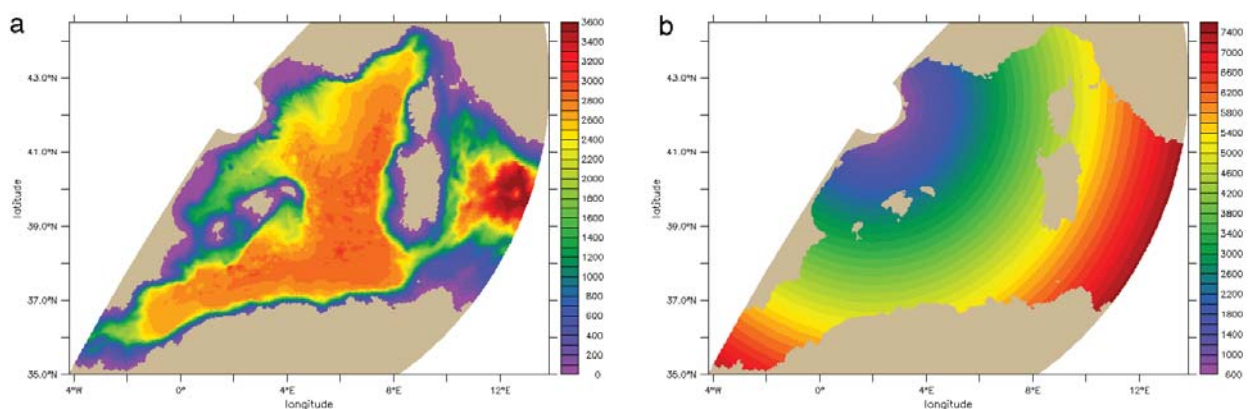 a
b
43.0°N
41.0°N
39.0°N
37.0°N
35.0°N
latitude
4°W
0°
4°E
8°E
12°E
longitude
3600
3400
3200
3000
2800
2600
2400
2200
2000
1800
1600
1400
1200
1000
800
600
400
200
0
43.0°N
41.0°N
39.0°N
37.0°N
35.0°N
latitude
4°W
0°
4°E
8°E
12°E
longitude
7400
7000
6600
6200
5800
5400
5000
4600
4200
3800
3400
3000
2600
2200
1800
1400
1000
600